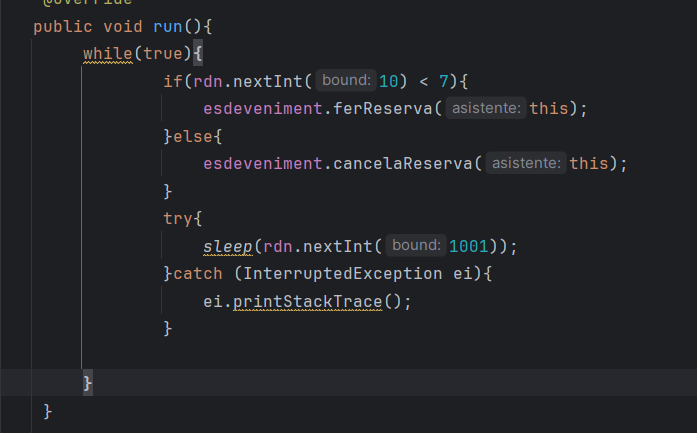 @Override
public void run(){
while(true){
if(rdn.nextInt( bound: 10) < 7){
esdeveniment.ferReserva( asistente: this);
}else{
esdeveniment.cancelaReserva( asistente: this);
}
try{
sleep(rdn.nextInt( bound: 1001));
}catch (InterruptedException ei){
ei.printStackTrace();
}
}
}